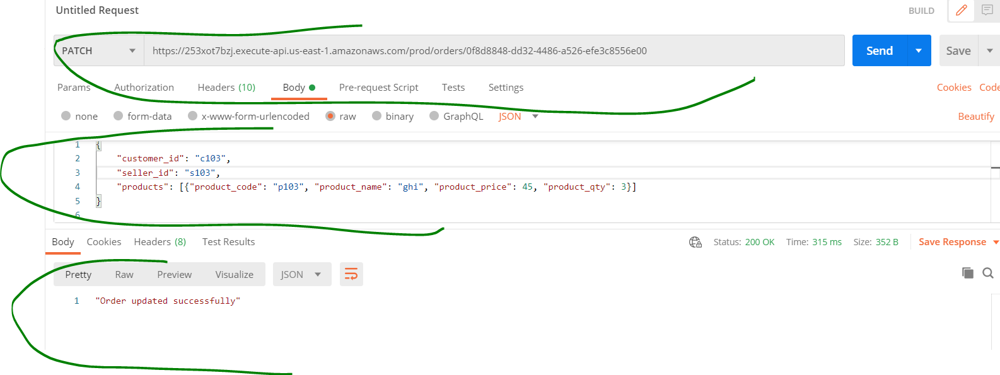 Untitled Request
BUILD
PATCH https://253xot7bzj.execute-api.us-east-1.amazonaws.com/prod/orders/0f8d8848-dd32-4486-a526-efe3c8556e00 Send Save
Params Authorization Headers (10) Body Pre-request Script Tests Settings Cookies Code
none form-data x-www-form-urlencoded raw binary GraphQL JSON Beautify
1 {
2 "customer_id": "c103",
3 "seller_id": "s103",
4 "products": [{"product_code": "p103", "product_name": "ghi", "product_price": 45, "product_qty": 3}]
5 }
6
Body Cookies Headers (8) Test Results Status: 200 OK Time: 315 ms Size: 352 B Save Response
Pretty Raw Preview Visualize JSON
1 "Order updated successfully"